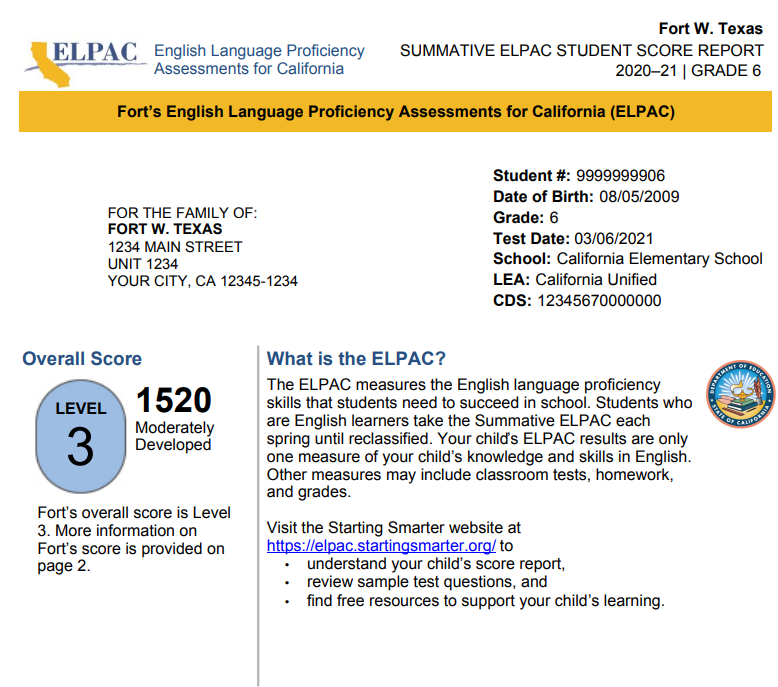 ELPAC
English Language Proficiency
Assessments for California
Fort W. Texas
SUMMATIVE ELPAC STUDENT SCORE REPORT
2020–21 | GRADE 6
Fort’s English Language Proficiency Assessments for California (ELPAC)
FOR THE FAMILY OF:
FORT W. TEXAS
1234 MAIN STREET
UNIT 1234
YOUR CITY, CA 12345-1234
Student #: 9999999906
Date of Birth: 08/05/2009
Grade: 6
Test Date: 03/06/2021
School: California Elementary School
LEA: California Unified
CDS: 12345670000000
Overall Score
LEVEL
3
1520
Moderately
Developed
Fort’s overall score is Level
3. More information on
Fort’s score is provided on
page 2.
What is the ELPAC?
The ELPAC measures the English language proficiency
skills that students need to succeed in school. Students who
are English learners take the Summative ELPAC each
spring until reclassified. Your child's ELPAC results are only
one measure of your child’s knowledge and skills in English.
Other measures may include classroom tests, homework,
and grades.
Visit the Starting Smarter website at
https://elpac.startingsmarter.org/ to
• understand your child’s score report,
• review sample test questions, and
• find free resources to support your child’s learning.
DEPARTMENT OF EDUCATION
STATE OF CALIFORNIA